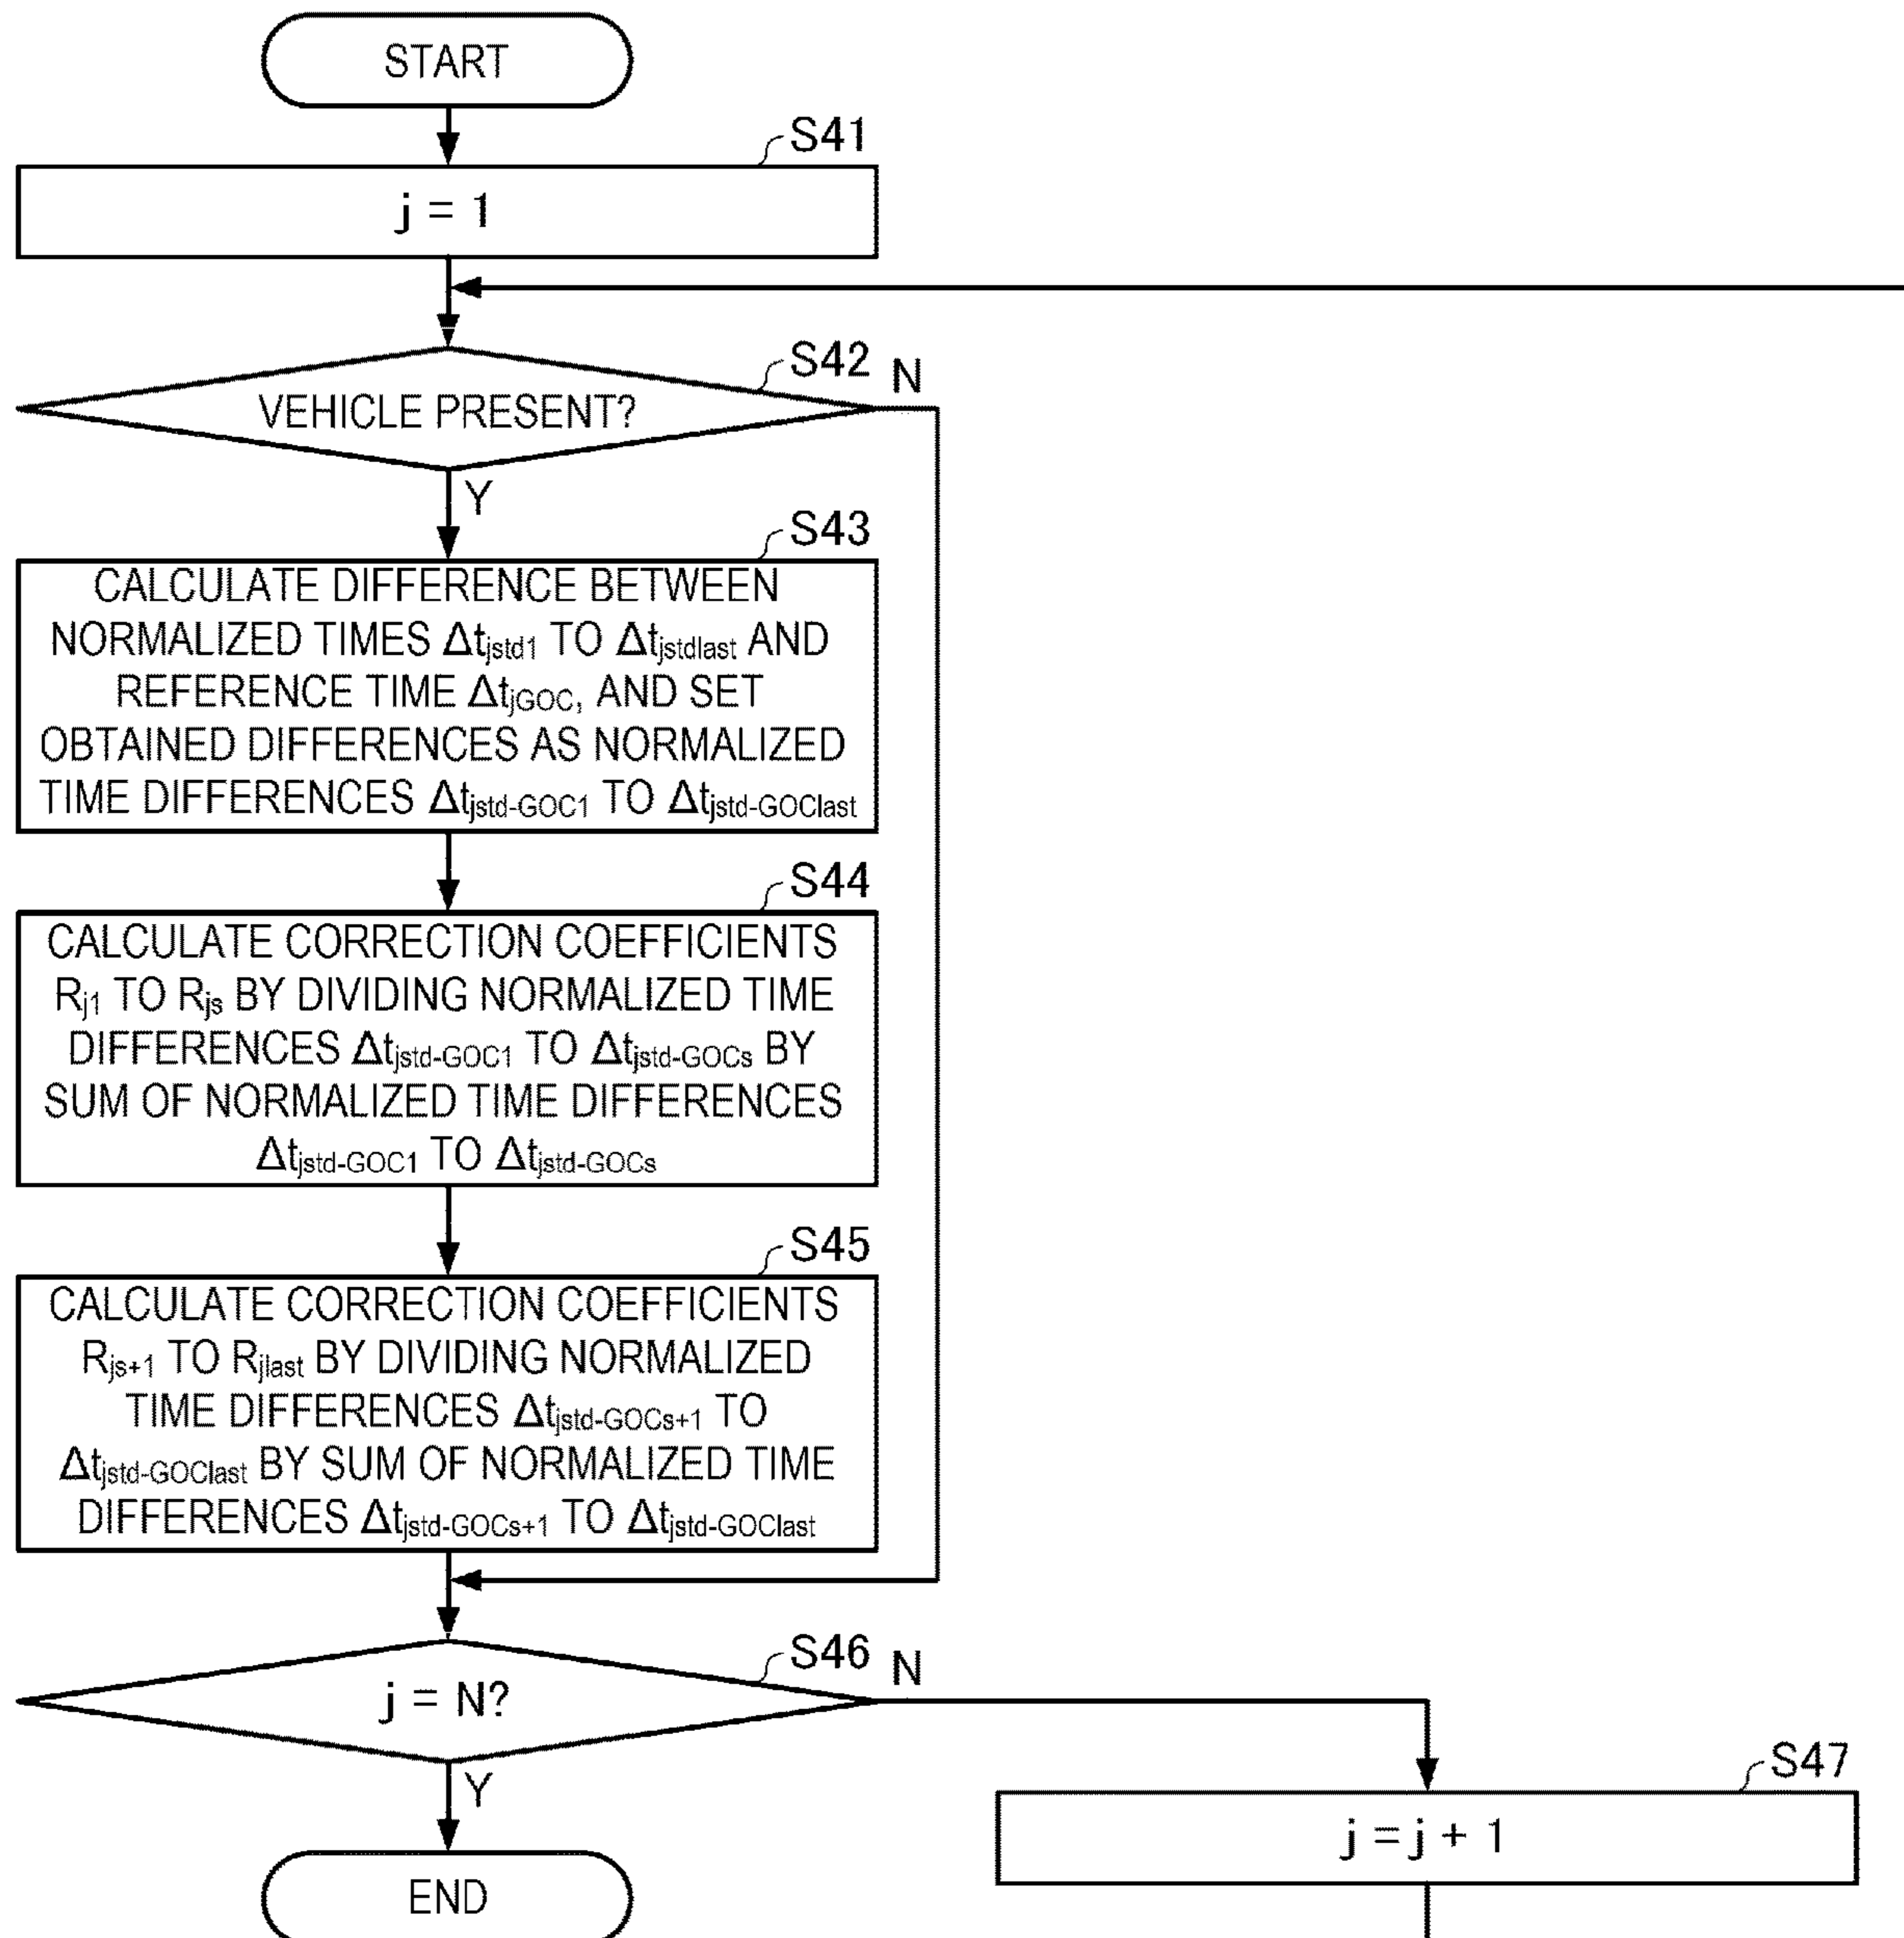 START
S41
j = 1
S42
VEHICLE PRESENT?
N
Y
S43
CALCULATE DIFFERENCE BETWEEN
NORMALIZED TIMES Δtjstd1 TO Δtjstdlast AND
REFERENCE TIME ΔtjGOC, AND SET
OBTAINED DIFFERENCES AS NORMALIZED
TIME DIFFERENCES Δtjstd-GOC1 TO Δtjstd-GOClast
S44
CALCULATE CORRECTION COEFFICIENTS
Rj1 TO Rjs BY DIVIDING NORMALIZED TIME
DIFFERENCES Δtjstd-GOC1 TO Δtjstd-GOCs BY
SUM OF NORMALIZED TIME DIFFERENCES
Δtjstd-GOC1 TO Δtjstd-GOCs
S45
CALCULATE CORRECTION COEFFICIENTS
Rjs+1 TO Rjlast BY DIVIDING NORMALIZED
TIME DIFFERENCES Δtjstd-GOCs+1 TO
Δtjstd-GOClast BY SUM OF NORMALIZED TIME
DIFFERENCES Δtjstd-GOCs+1 TO Δtjstd-GOClast
S46
j = N?
N
Y
S47
j = j + 1
END